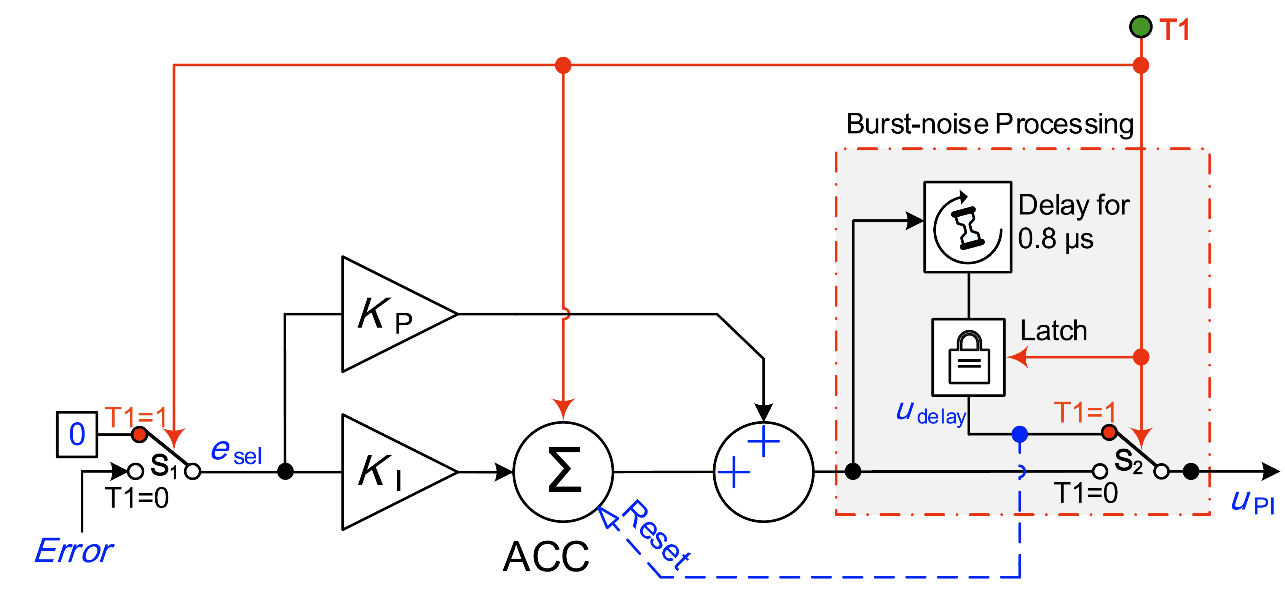 T1
Burst-noise Processing
Delay for
0.8 µs
K P
Latch
u delay
T1=1
T1=1
0
S1
e sel
K I
Σ
+
+
S2
T1=0
T1=0
u PI
Error
ACC
Reset